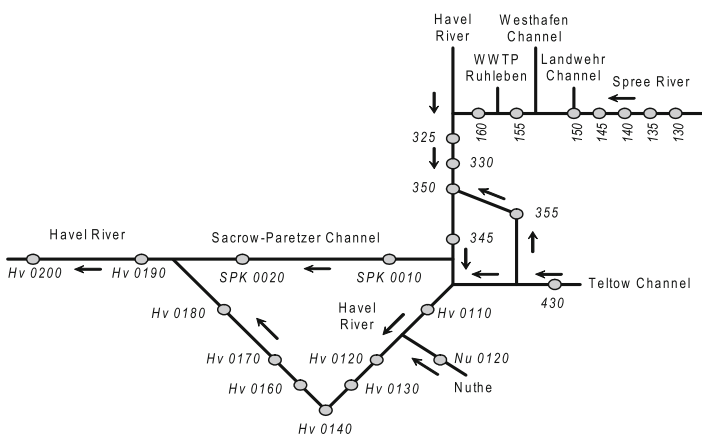 Havel
River
Westhafen
Channel
WWTP
Ruhleben
Landwehr
Channel
Spree River
160
155
150
145
140
135
130
325
330
350
355
345
Havel River
Sacrow-Paretzer Channel
Hv 0200
Hv 0190
SPK 0020
SPK 0010
Teltow Channel
430
Hv 0180
Havel
River
Hv 0110
Hv 0170
Hv 0120
Nu 0120
Hv 0160
Hv 0130
Nuthe
Hv 0140